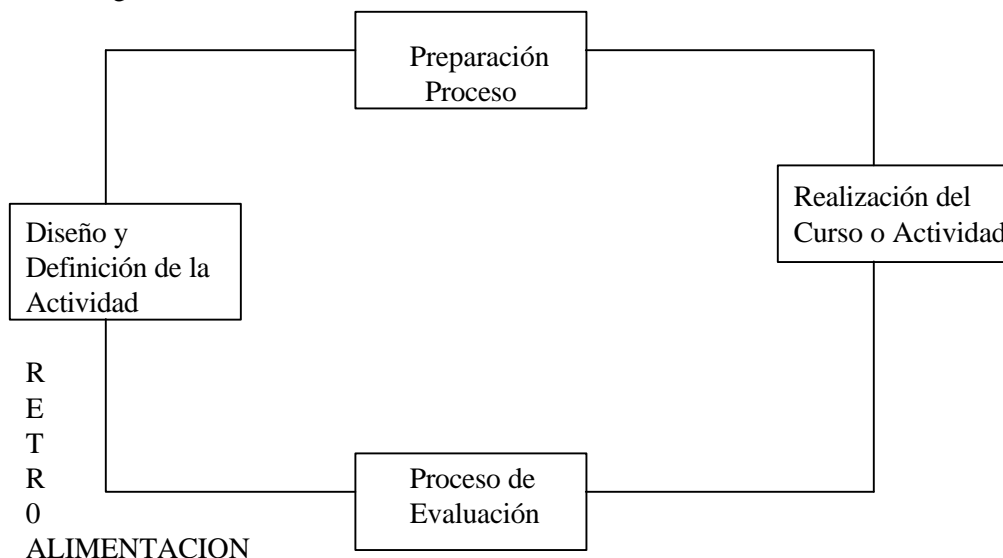 Preparación
Proceso
Realización del
Curso o Actividad
Diseño y
Definición de la
Actividad
R
E
T
R
0
ALIMENTACION
Proceso de
Evaluación